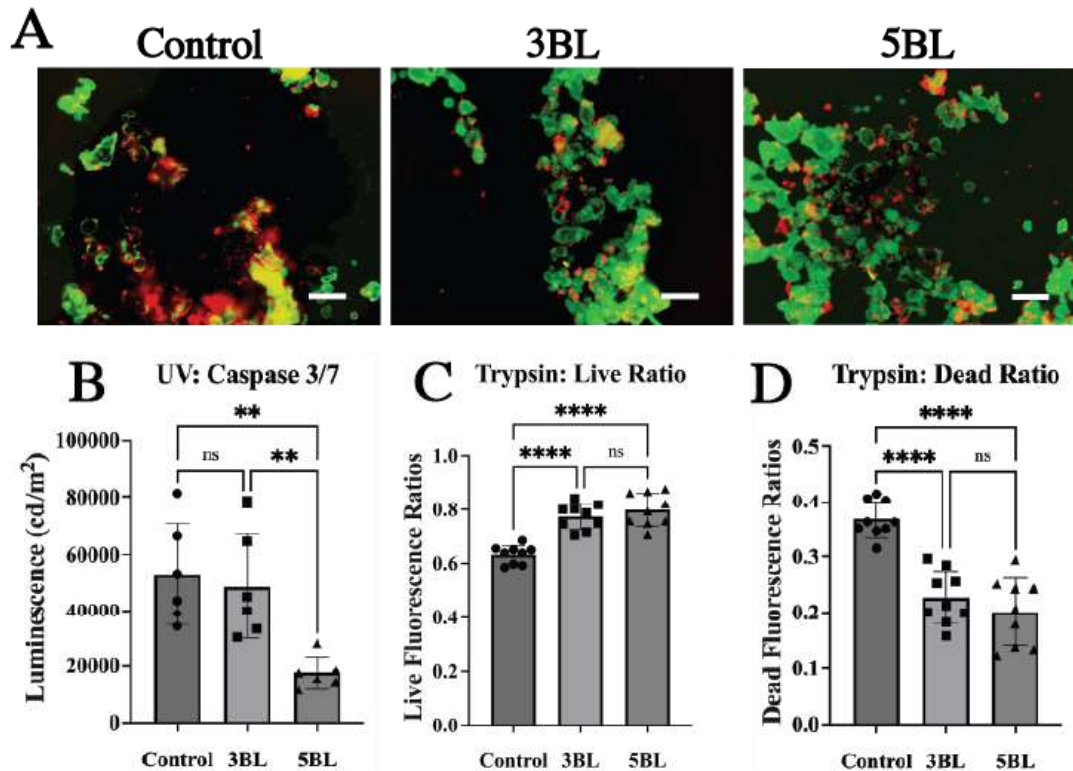 A
Control 3BL 5BL
B UV: Caspase 3/7
**
ns **
Luminescence (cd/m²)
100000
80000
60000
40000
20000
0
Control 3BL 5BL
C Trypsin: Live Ratio
****
**** ns
Live Fluorescence Ratios
1.0
0.8
0.6
0.4
0.2
0.0
Control 3BL 5BL
D Trypsin: Dead Ratio
****
**** ns
Dead Fluorescence Ratios
0.5
0.4
0.3
0.2
0.1
0.0
Control 3BL 5BL